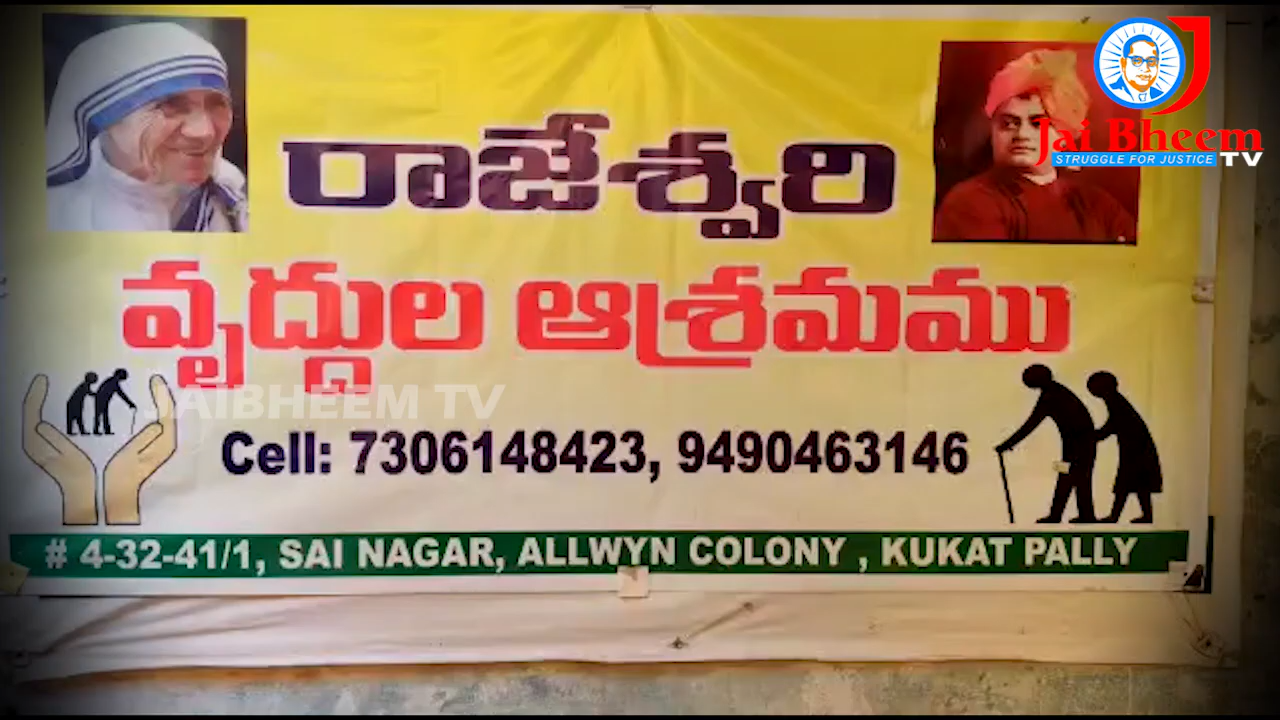 రాజేశ్వరి
వృద్ధుల ఆశ్రమము
Cell: 7306148423, 9490463146
# 4-32-41/1, SAI NAGAR, ALLWYN COLONY , KUKAT PALLY
Jai Bheem
STRUGGLE FOR JUSTICE TV
JAIBHEEM TV